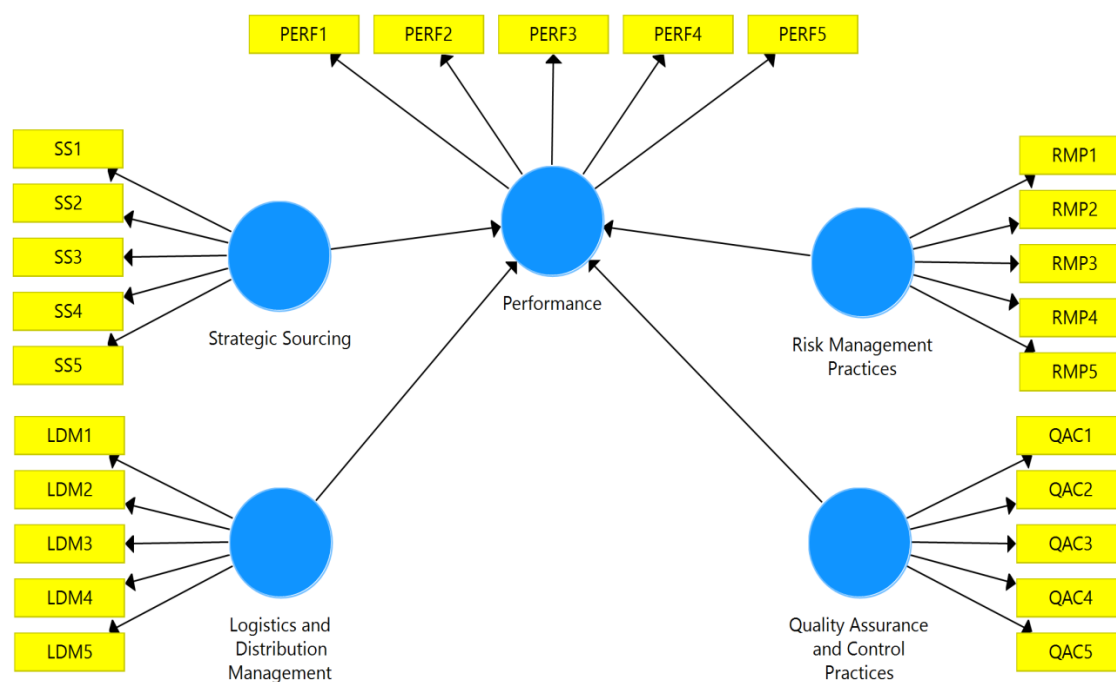 PERF1
PERF2
PERF3
PERF4
PERF5
SS1
SS2
SS3
SS4
SS5
Strategic Sourcing
Performance
RMP1
RMP2
RMP3
RMP4
RMP5
Risk Management
Practices
LDM1
LDM2
LDM3
LDM4
LDM5
Logistics and
Distribution
Management
QAC1
QAC2
QAC3
QAC4
QAC5
Quality Assurance
and Control
Practices